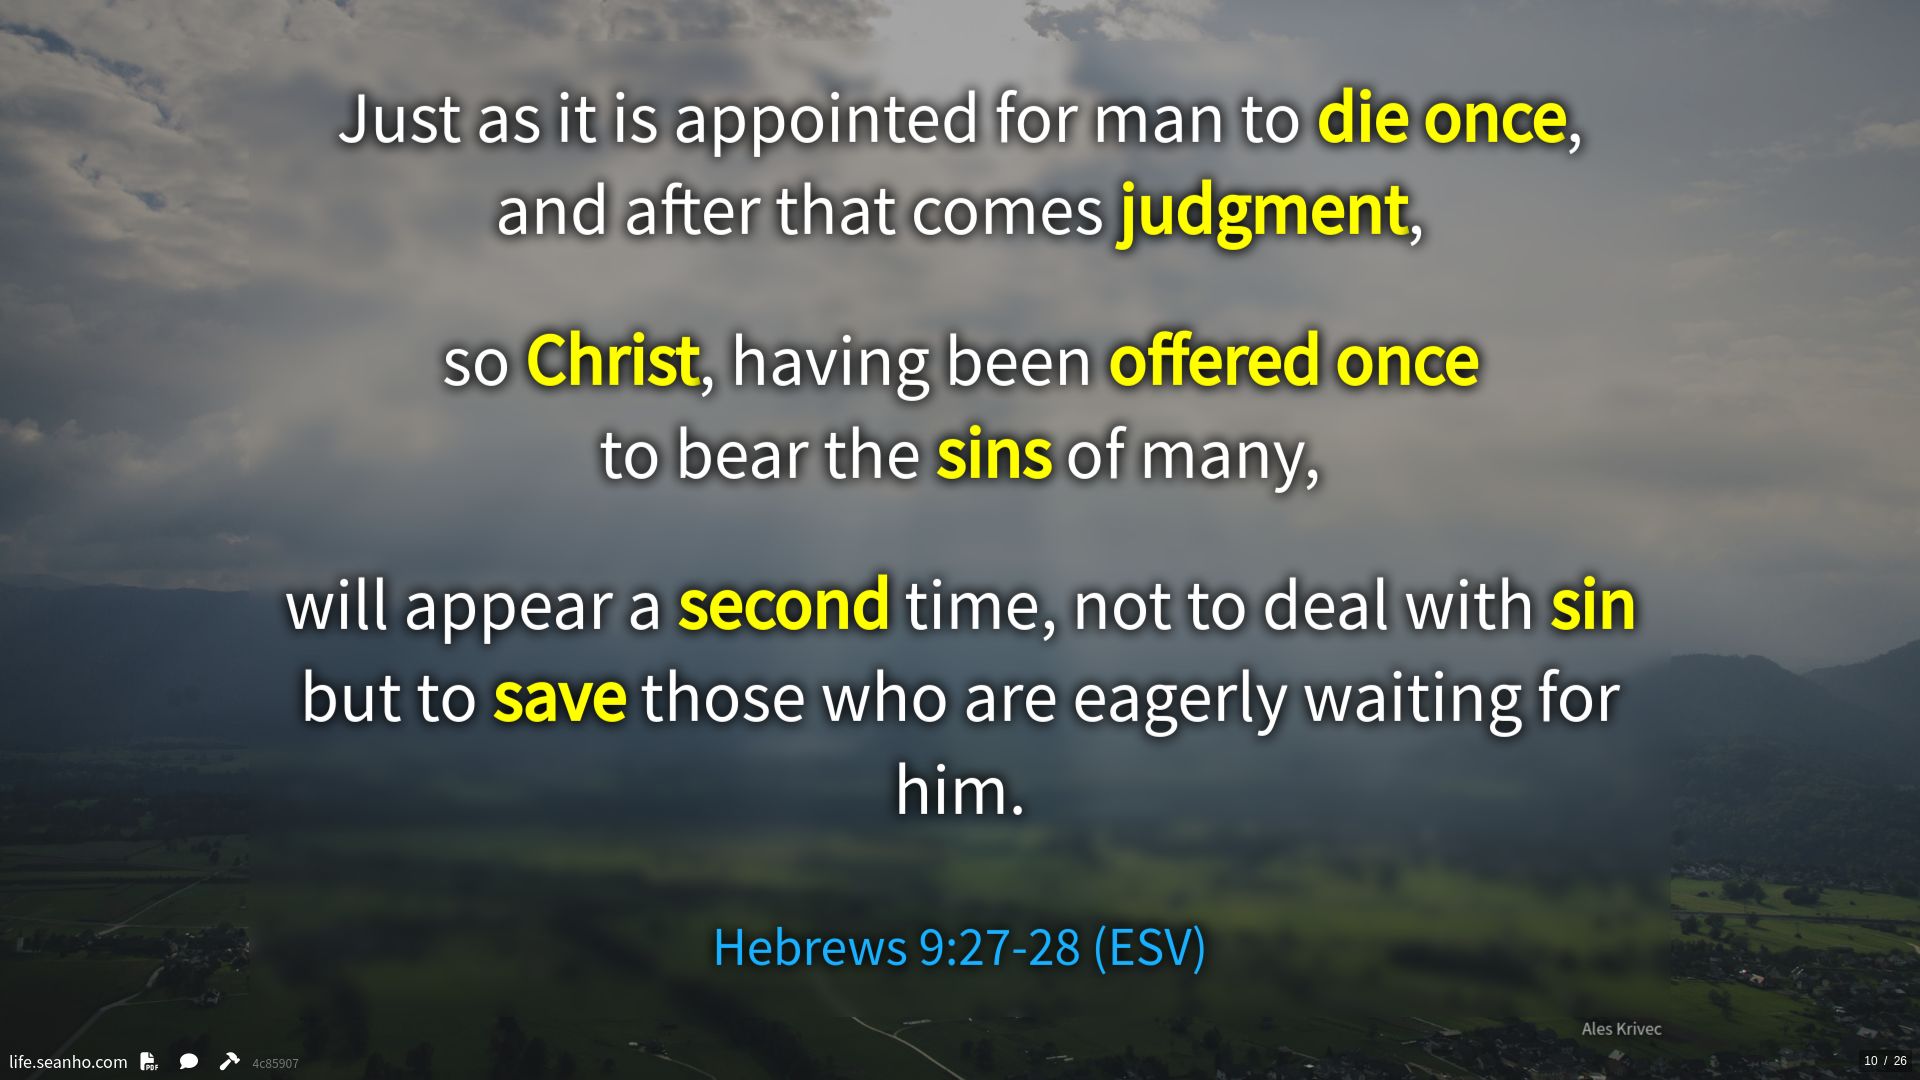 Just as it is appointed for man to die once,
and after that comes judgment,
so Christ, having been offered once
to bear the sins of many,
will appear a second time, not to deal with sin
but to save those who are eagerly waiting for
him.
Hebrews 9:27-28 (ESV)
Ales Krivec
life.seanho.com PDF 4c85907
10 / 26